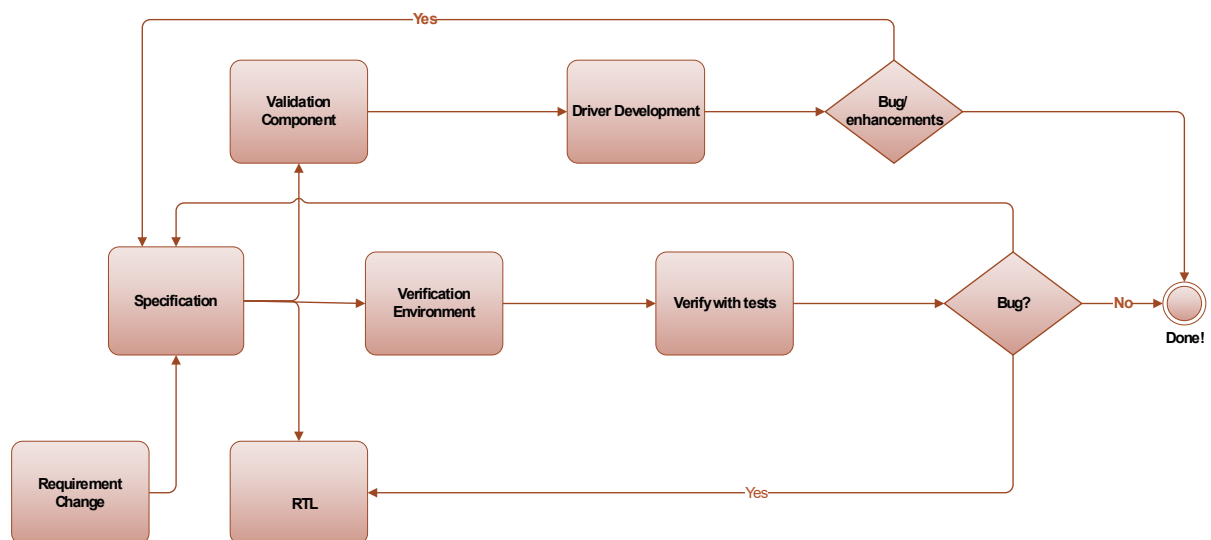 Yes
Validation
Component
Driver Development
Bug/
enhancements
Specification
Verification
Environment
Verify with tests
Bug?
No
Done!
Requirement
Change
RTL
Yes